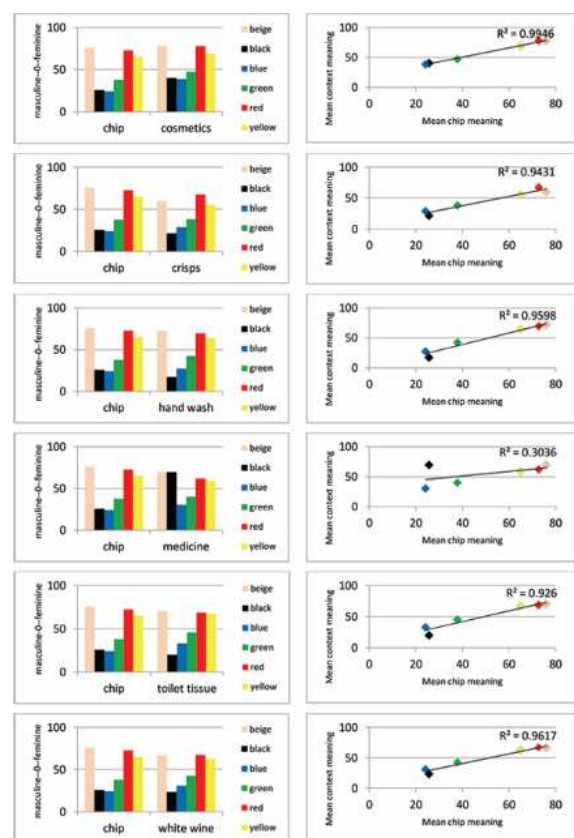 masculine--0--feminine
100
50
0
chip cosmetics
beige
black
blue
green
red
yellow
Mean context meaning
100
50
0
R² = 0.9946
0 20 40 60 80
Mean chip meaning
masculine--0--feminine
100
50
0
chip crisps
beige
black
blue
green
red
yellow
Mean context meaning
100
50
0
R² = 0.9431
0 20 40 60 80
Mean chip meaning
masculine--0--feminine
100
50
0
chip hand wash
beige
black
blue
green
red
yellow
Mean context meaning
100
50
0
R² = 0.9598
0 20 40 60 80
Mean chip meaning
masculine--0--feminine
100
50
0
chip medicine
beige
black
blue
green
red
yellow
Mean context meaning
100
50
0
R² = 0.3036
0 20 40 60 80
Mean chip meaning
masculine-0--feminine
100
50
0
chip toilet tissue
beige
black
blue
green
red
yellow
Mean context meaning
100
50
0
R² = 0.926
0 20 40 60 80
Mean chip meaning
masculine--0--feminine
100
50
0
chip white wine
beige
black
blue
green
red
yellow
Mean context meaning
100
50
0
R² = 0.9617
0 20 40 60 80
Mean chip meaning